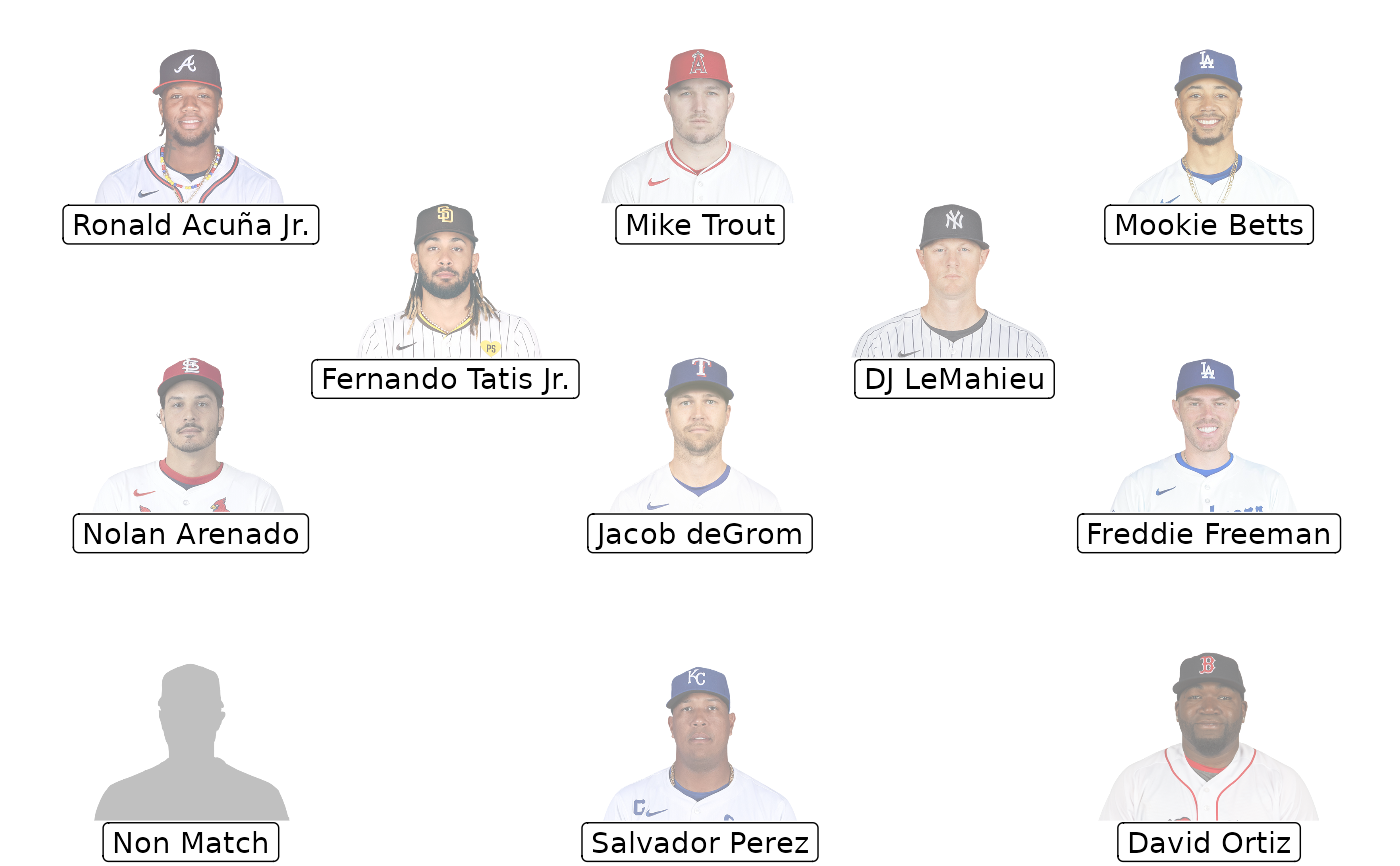 Ronald Acuña Jr.
Mike Trout
Mookie Betts
Fernando Tatis Jr.
DJ LeMahieu
Nolan Arenado
Jacob deGrom
Freddie Freeman
Non Match
Salvador Perez
David Ortiz